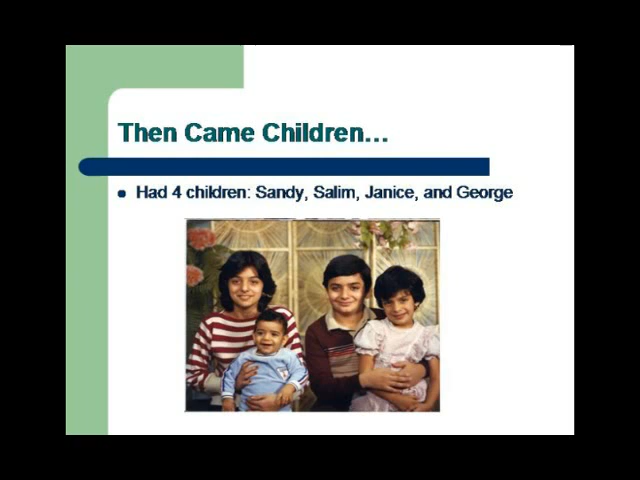 Then Came Children...
Had 4 children: Sandy, Salim, Janice, and George